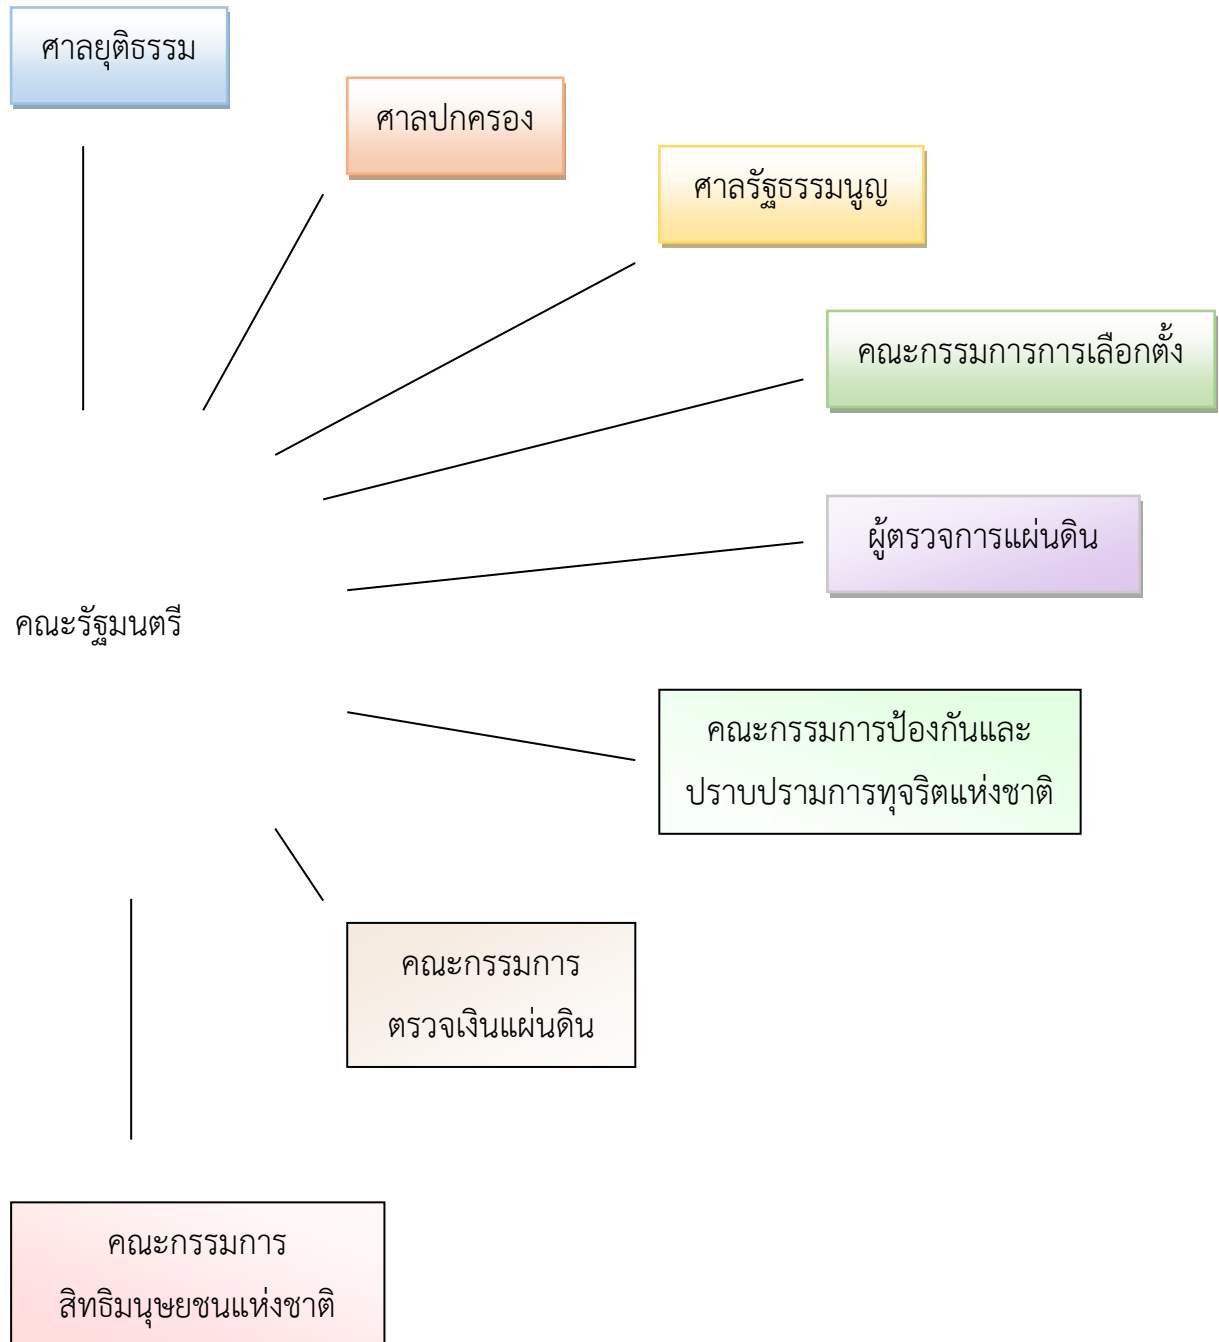 ศาลยุติธรรม
ศาลปกครอง
ศาลรัฐธรรมนูญ
คณะกรรมการการเลือกตั้ง
ผู้ตรวจการแผ่นดิน
คณะรัฐมนตรี
คณะกรรมการป้องกันและ
ปราบปรามการทุจริตแห่งชาติ
คณะกรรมการ
ตรวจเงินแผ่นดิน
คณะกรรมการ
สิทธิมนุษยชนแห่งชาติ